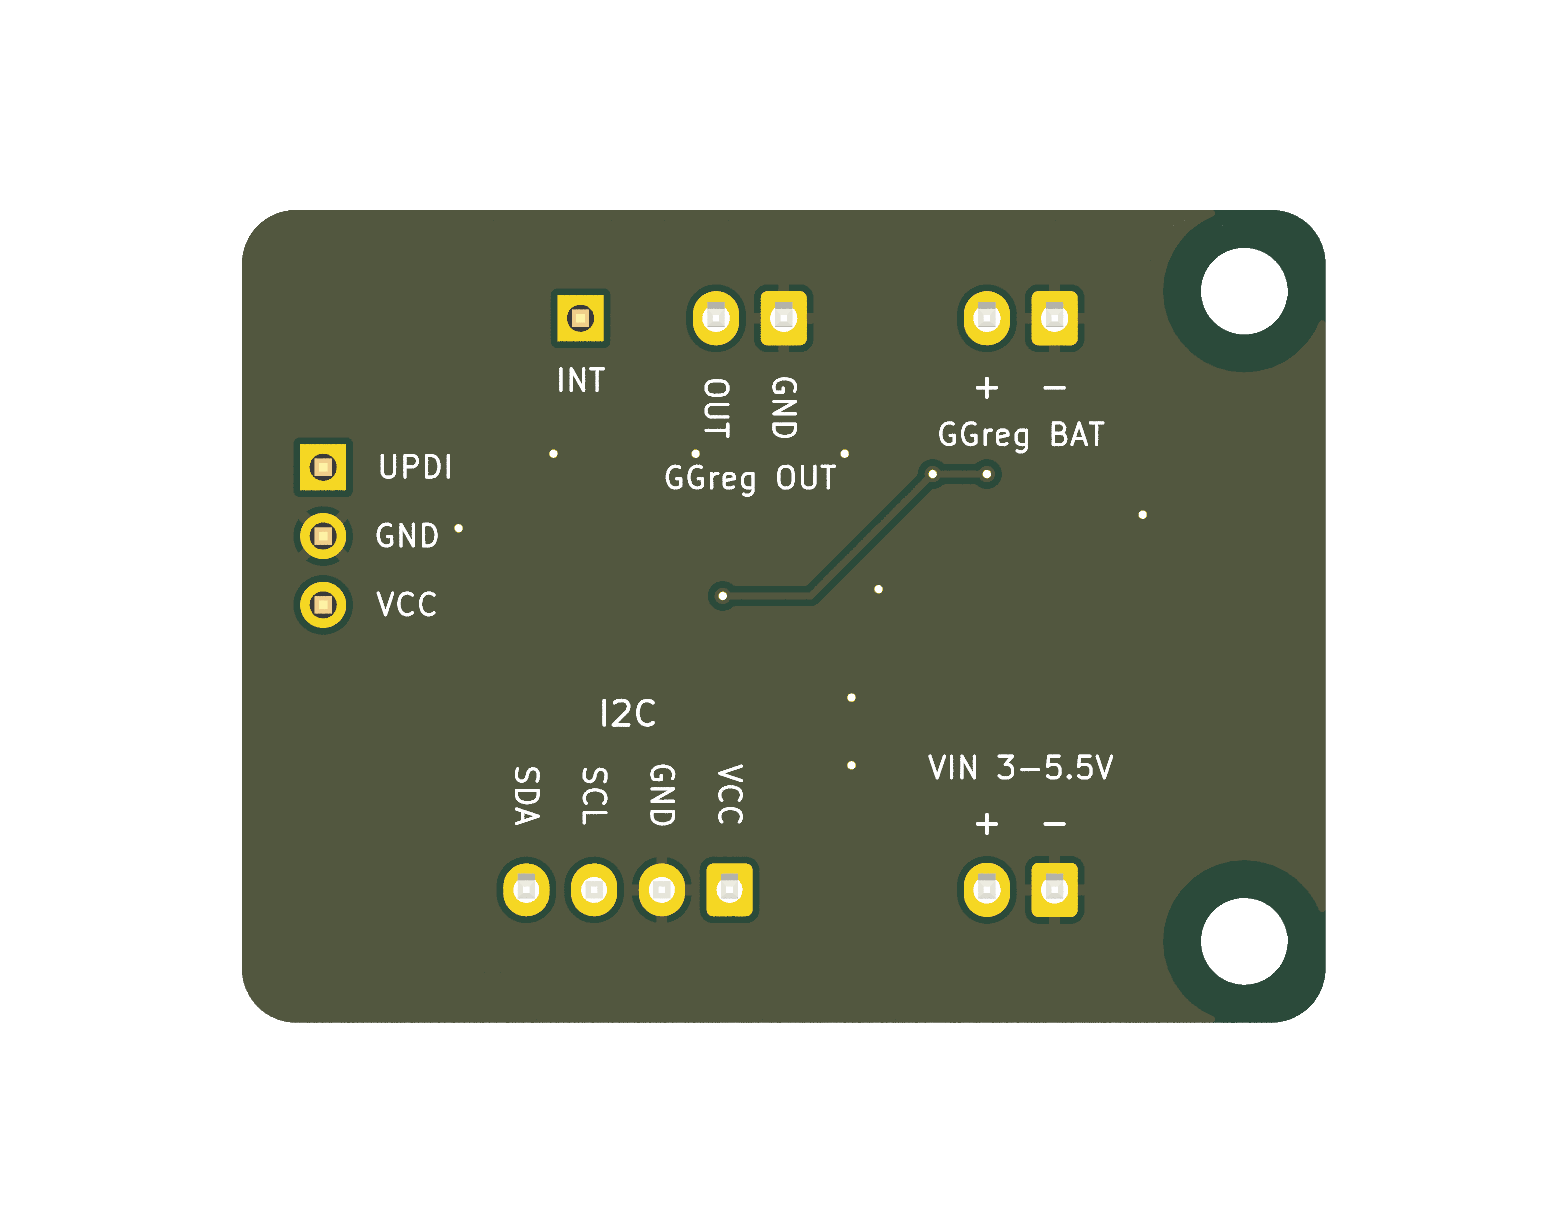 INT
OUT
GND
+ −
GGreg BAT
UPDI
GGreg OUT
GND
VCC
I2C
SDA
SCL
GND
VCC
VIN 3-5.5V
+ −